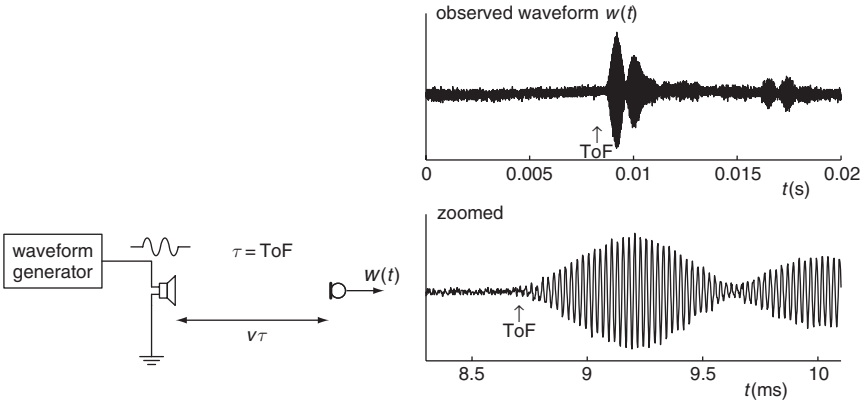 observed waveform w(t)
↑
ToF
0 0.005 0.01 0.015 0.02
t(s)
waveform
generator
τ = ToF
w(t)
vτ
zoomed
↑
ToF
8.5 9 9.5 10
t(ms)